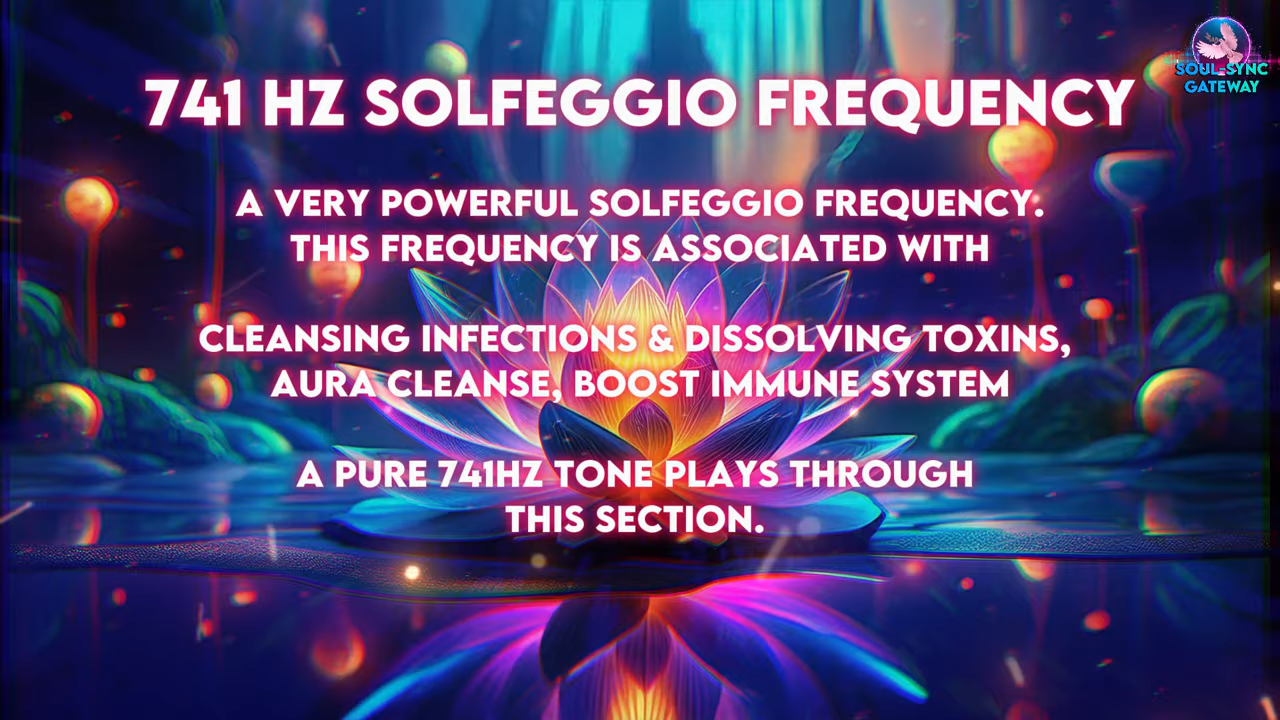 SOUL-SYNC
GATEWAY
741 HZ SOLFEGGIO FREQUENCY
A VERY POWERFUL SOLFEGGIO FREQUENCY.
THIS FREQUENCY IS ASSOCIATED WITH
CLEANSING INFECTIONS & DISSOLVING TOXINS,
AURA CLEANSE, BOOST IMMUNE SYSTEM
A PURE 741HZ TONE PLAYS THROUGH
THIS SECTION.